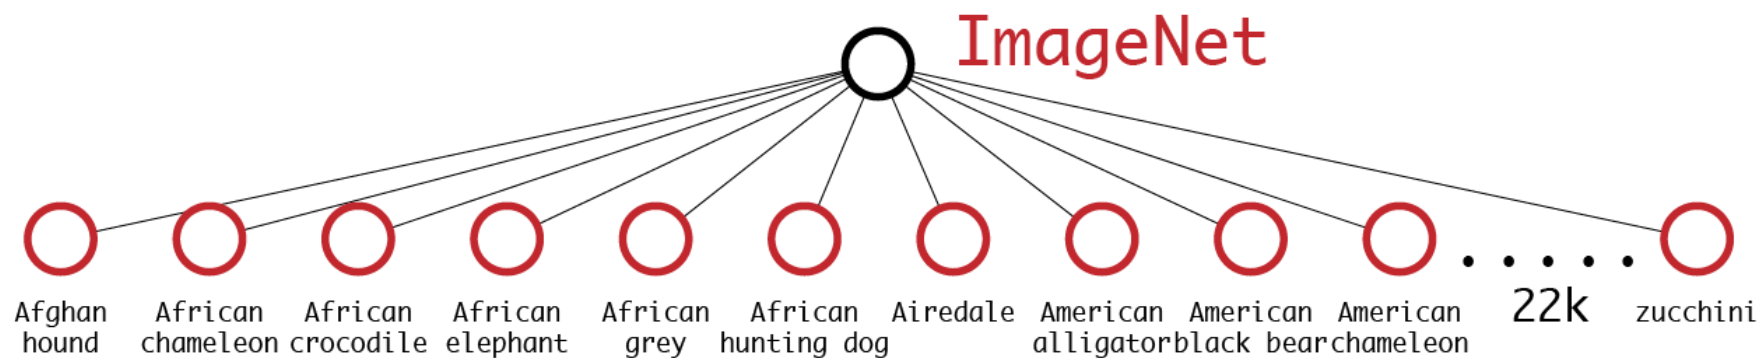 ImageNet
Afghan hound
African chameleon
African crocodile
African elephant
African grey
African hunting dog
Airedale
American alligator
American black bear
American chameleon
22k
zucchini